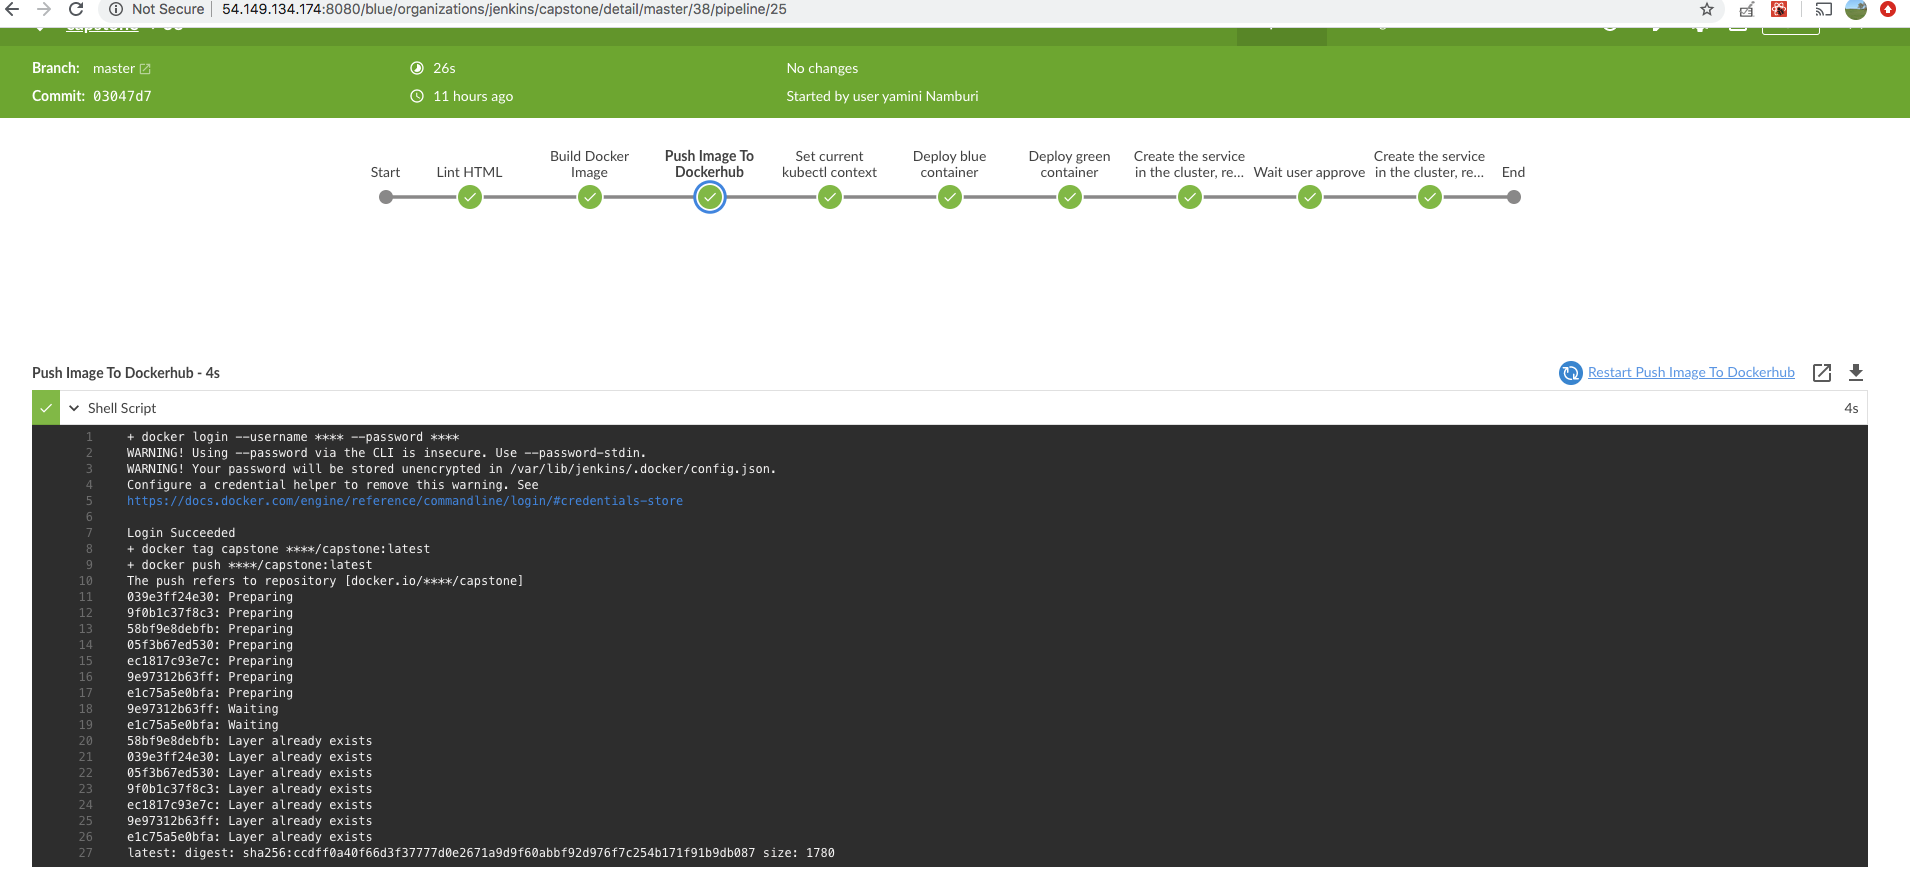 Not Secure 54.149.134.174:8080/blue/organizations/jenkins/capstone/detail/master/38/pipeline/25
Branch: master 26s No changes
Commit: 03047d7 11 hours ago Started by user yamini Namburi
Start
Lint HTML
Build Docker
Image
Push Image To
Dockerhub
Set current
kubectl context
Deploy blue
container
Deploy green
container
Create the service
in the cluster, re...
Wait user approve
Create the service
in the cluster, re...
End
Push Image To Dockerhub - 4s Restart Push Image To Dockerhub
Shell Script 4s
1 + docker login --username **** --password ****
2 WARNING! Using --password via the CLI is insecure. Use --password-stdin.
3 WARNING! Your password will be stored unencrypted in /var/lib/jenkins/.docker/config.json.
4 Configure a credential helper to remove this warning. See
5 https://docs.docker.com/engine/reference/commandline/login/#credentials-store
6
7 Login Succeeded
8 + docker tag capstone ****/capstone:latest
9 + docker push ****/capstone:latest
10 The push refers to repository [docker.io/****/capstone]
11 039e3ff24e30: Preparing
12 9f0b1c37f8c3: Preparing
13 58bf9e8debfb: Preparing
14 05f3b67ed530: Preparing
15 ec1817c93e7c: Preparing
16 9e97312b63ff: Preparing
17 e1c75a5e0bfa: Preparing
18 9e97312b63ff: Waiting
19 e1c75a5e0bfa: Waiting
20 58bf9e8debfb: Layer already exists
21 039e3ff24e30: Layer already exists
22 05f3b67ed530: Layer already exists
23 9f0b1c37f8c3: Layer already exists
24 ec1817c93e7c: Layer already exists
25 9e97312b63ff: Layer already exists
26 e1c75a5e0bfa: Layer already exists
27 latest: digest: sha256:ccdff0a40f66d3f37777d0e2671a9d9f60abbf92d976f7c254b171f91b9db087 size: 1780